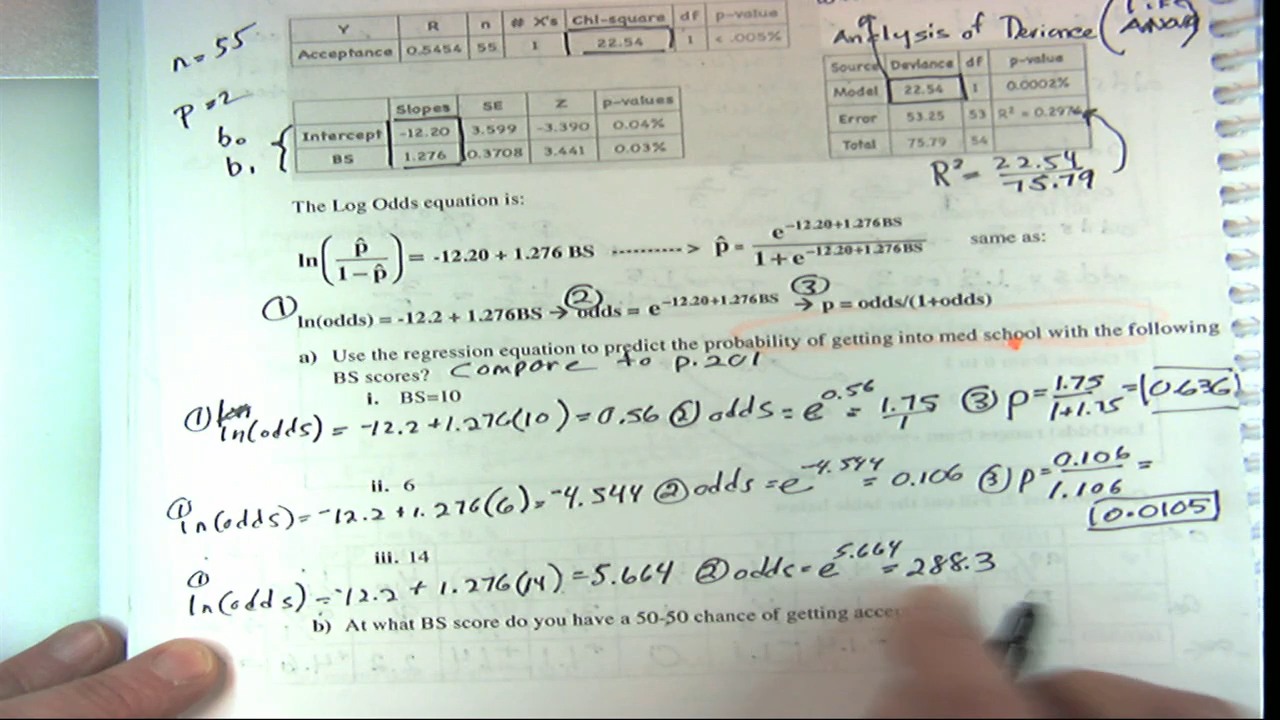 n = 55
Y R n # X's Chi-square df p-value
Acceptance 0.5454 55 1 22.54 1 < .005%
Analysis of Deviance (
ANOVA)
Source Deviance df p-value
Model 22.54 1 0.0002%
Error 53.25 53 R² = 0.2976
Total 75.79 54
R² = 22.54 / 75.79
p = 2
b₀
b₁
Slopes SE Z p-values
Intercept -12.20 3.599 -3.390 0.04%
BS 1.276 0.3708 3.441 0.03%
The Log Odds equation is:
ln(p̂ / 1 − p̂) = -12.20 + 1.276 BS ----------> p̂ = e^-12.20+1.276BS / 1 + e^-12.20+1.276BS same as:
① ln(odds) = -12.2 + 1.276BS → ② odds = e^-12.20+1.276BS ③ → p = odds/(1+odds)
a) Use the regression equation to predict the probability of getting into med school with the following
BS scores? Compare to p.201
i. BS=10
① ln(odds) = -12.2 + 1.276(10) = 0.56 ② odds = e^0.56 = 1.75/1 ③ p = 1.75/1+1.75 = 0.636
ii. 6
① ln(odds) = -12.2 + 1.276(6) = -4.544 ② odds = e^-4.544 = 0.106 ③ p = 0.106/1.106 =
0.0105
iii. 14
① ln(odds) = -12.2 + 1.276(14) = 5.664 ② odds = e^5.664 = 288.3
b) At what BS score do you have a 50-50 chance of getting acce